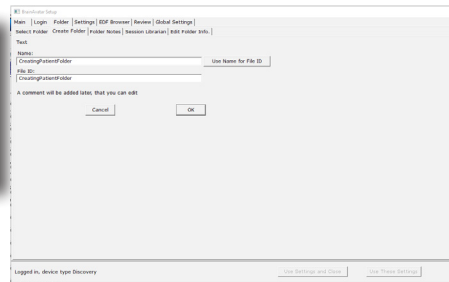 BrainAvatar Setup
Main Login Folder Settings EDF Browser Review Global Settings
Select Folder Create Folder Folder Notes Session Librarian Edit Folder Info.
Text
Name:
CreatingPatientFolder Use Name for File ID
File ID:
CreatingPatientFolder
A comment will be added later, that you can edit
Cancel OK
Logged in, device type Discovery Use Settings and Close Use These Settings